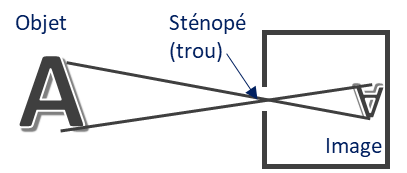 Objet
Sténopé
(trou)
A
A
Image